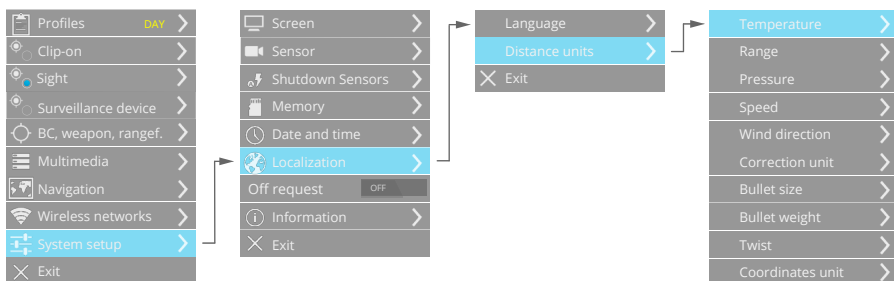 Profiles DAY
Clip-on
Sight
Surveillance device
BC, weapon, rangef.
Multimedia
Navigation
Wireless networks
System setup
Exit
Screen
Sensor
Shutdown Sensors
Memory
Date and time
Localization
Off request OFF
Information
Exit
Language
Distance units
Exit
Temperature
Range
Pressure
Speed
Wind direction
Correction unit
Bullet size
Bullet weight
Twist
Coordinates unit